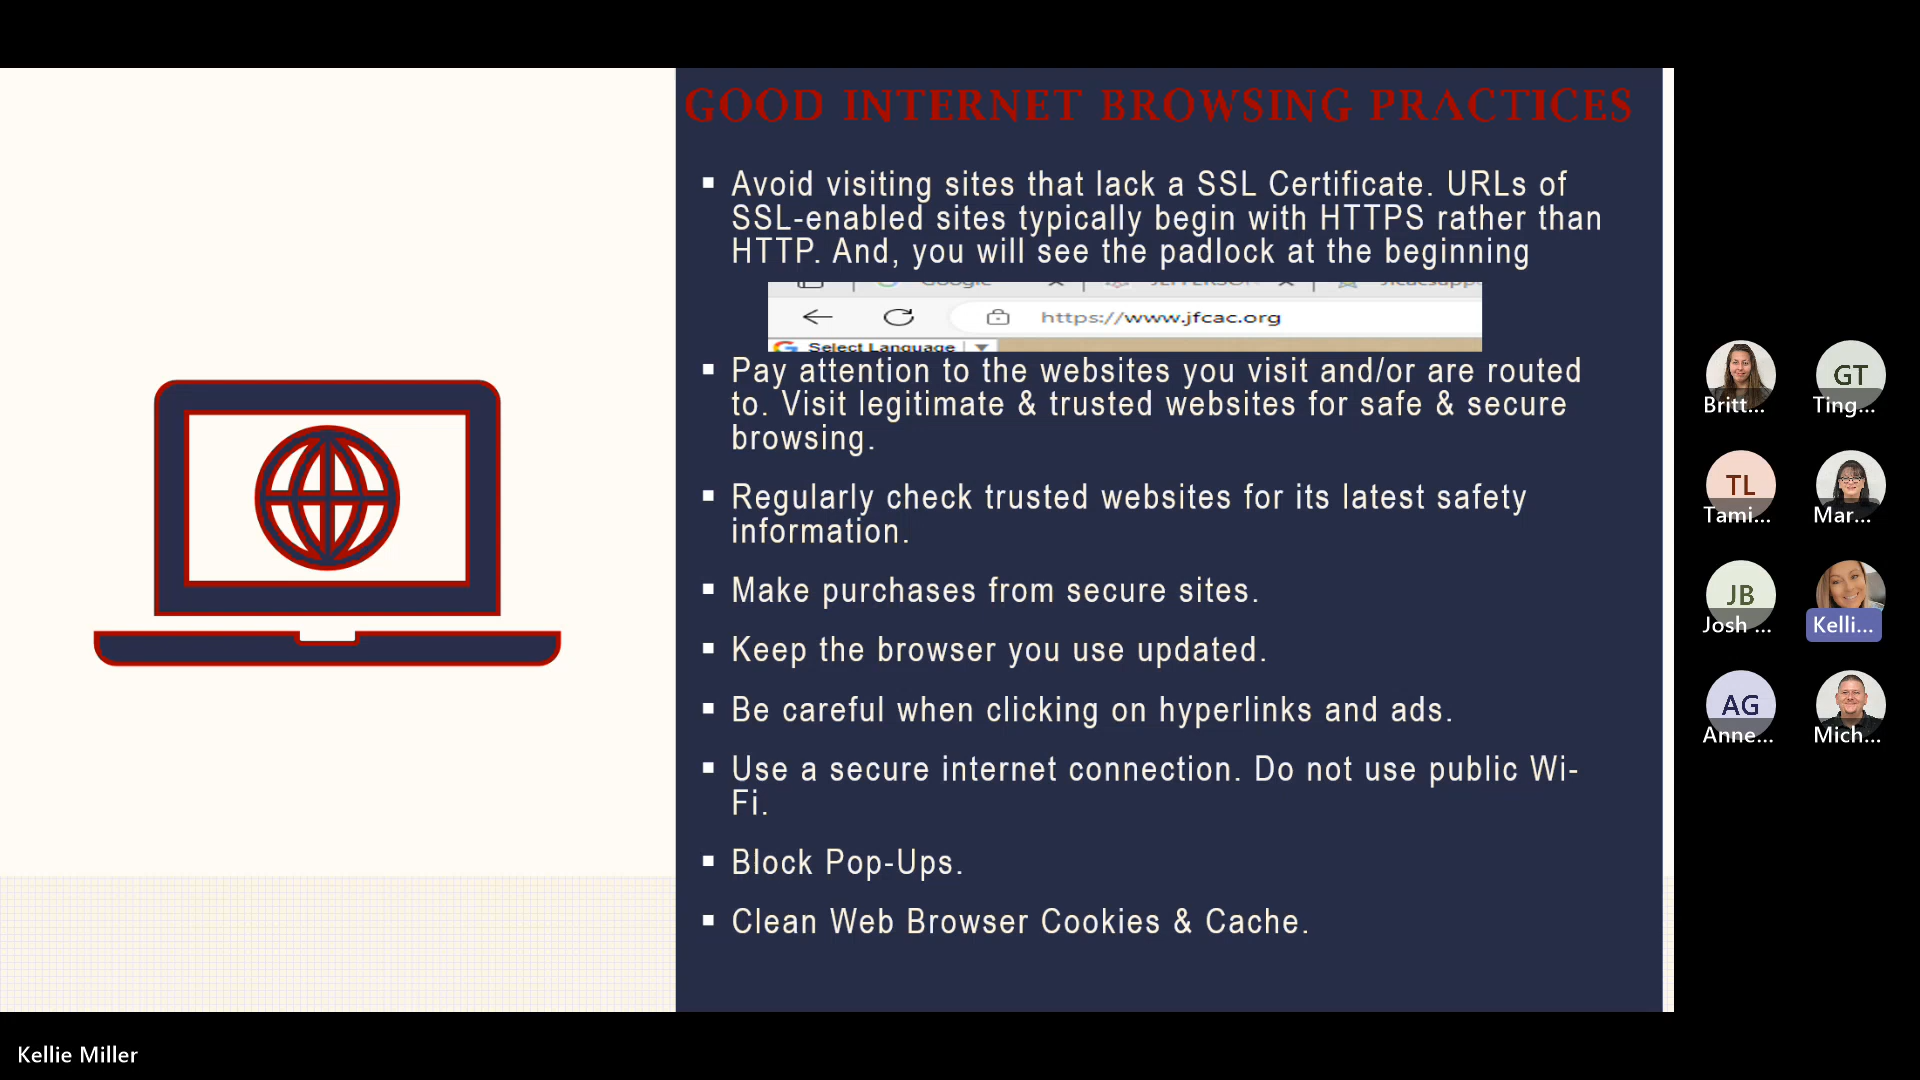 GOOD INTERNET BROWSING PRACTICES
▪ Avoid visiting sites that lack a SSL Certificate. URLs of
SSL-enabled sites typically begin with HTTPS rather than
HTTP. And, you will see the padlock at the beginning
Google
https://www.jfcac.org
Select Language
▪ Pay attention to the websites you visit and/or are routed
to. Visit legitimate & trusted websites for safe & secure
browsing.
▪ Regularly check trusted websites for its latest safety
information.
▪ Make purchases from secure sites.
▪ Keep the browser you use updated.
▪ Be careful when clicking on hyperlinks and ads.
▪ Use a secure internet connection. Do not use public Wi-
Fi.
▪ Block Pop-Ups.
▪ Clean Web Browser Cookies & Cache.
Britt...
GT
Ting...
TL
Tami...
Mar...
JB
Josh ...
Kelli...
AG
Anne...
Mich...
Kellie Miller